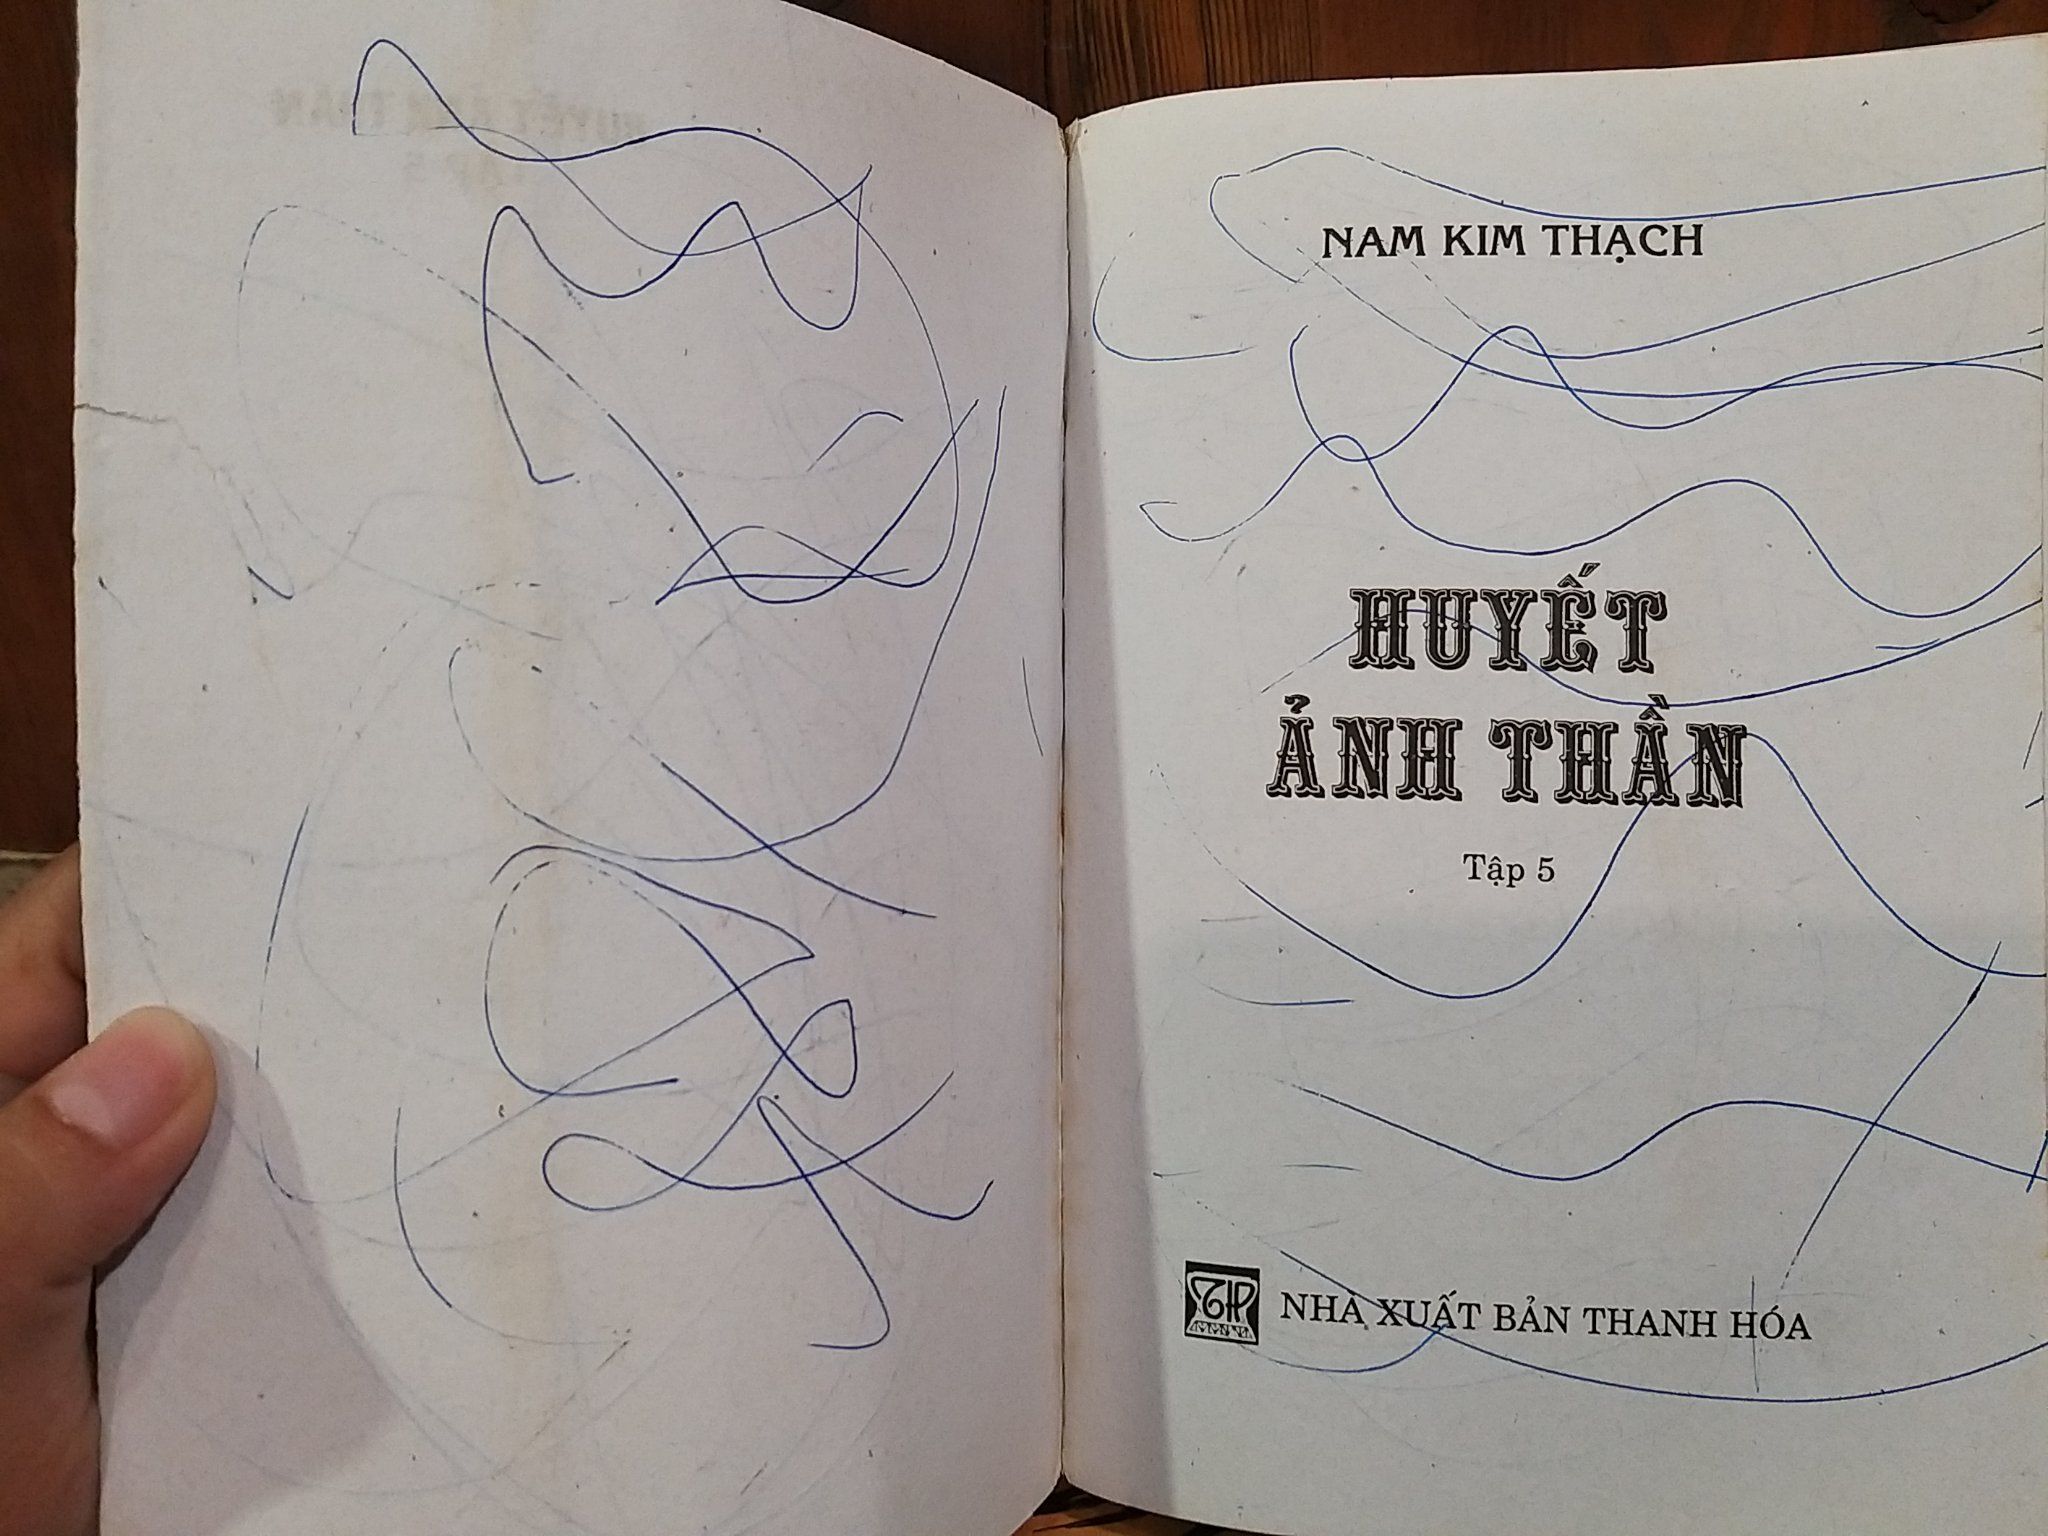 NAM KIM THẠCH
HUYẾT
ẢNH THẦN
Tập 5
NHÀ XUẤT BẢN THANH HÓA